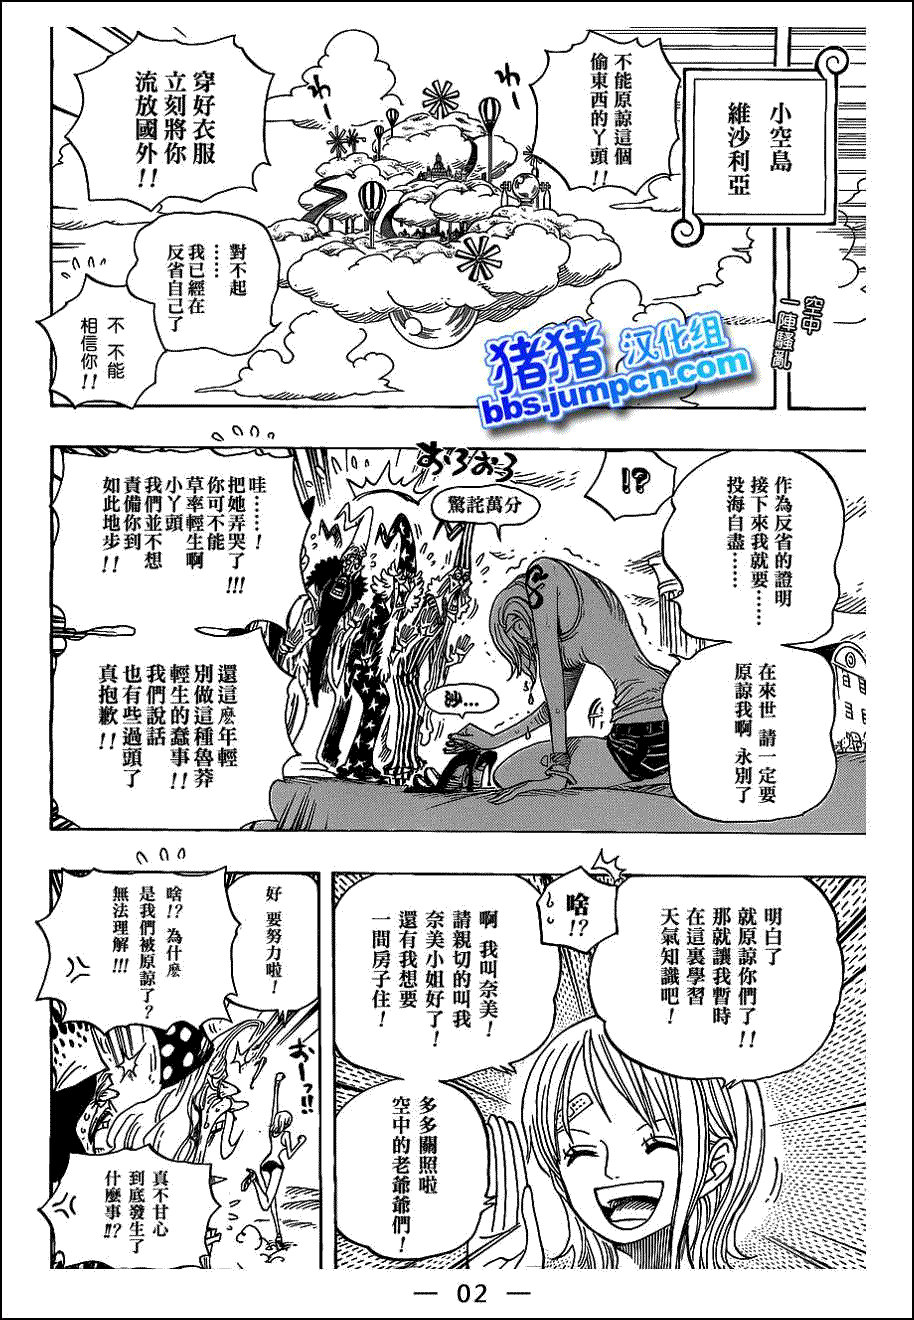 小空島
維沙利亞
空中
一陣騷亂
不能原諒這個
偷東西的丫頭!!
わー
わー
穿好衣服
立刻將你
流放國外!!
對不起
……
我已經在
反省自己了
不 不能
相信你!!
猪猪汉化组
bbs.jumpcn.com
作為反省的證明
接下來我就要……
投海自盡……
!?
在來世 請一定要
原諒我啊 永別了
おろおろ
驚詫萬分
沙…
哇……!
把她弄哭了!!!
你可不能
草率輕生啊
小丫頭
我們並不想
責備你到
如此地步!!
還這麼年輕
別做這種魯莽
輕生的蠢事!!
我們說話
也有些過頭了
真抱歉!!
明白了
就原諒你們了!!
那就讓我暫時
在這裏學習
天氣知識吧!
啥!?
啊 我叫奈美!
請親切的叫我
奈美小姐好了!
還有我想要
一間房子住!
多多關照啦
空中的老爺爺們!
好 要努力啦!
おーっ!!
啥!? 為什麽
是我們被原諒了?
無法理解!!!
真不甘心
到底發生了
什麼事!!?
— 02 —